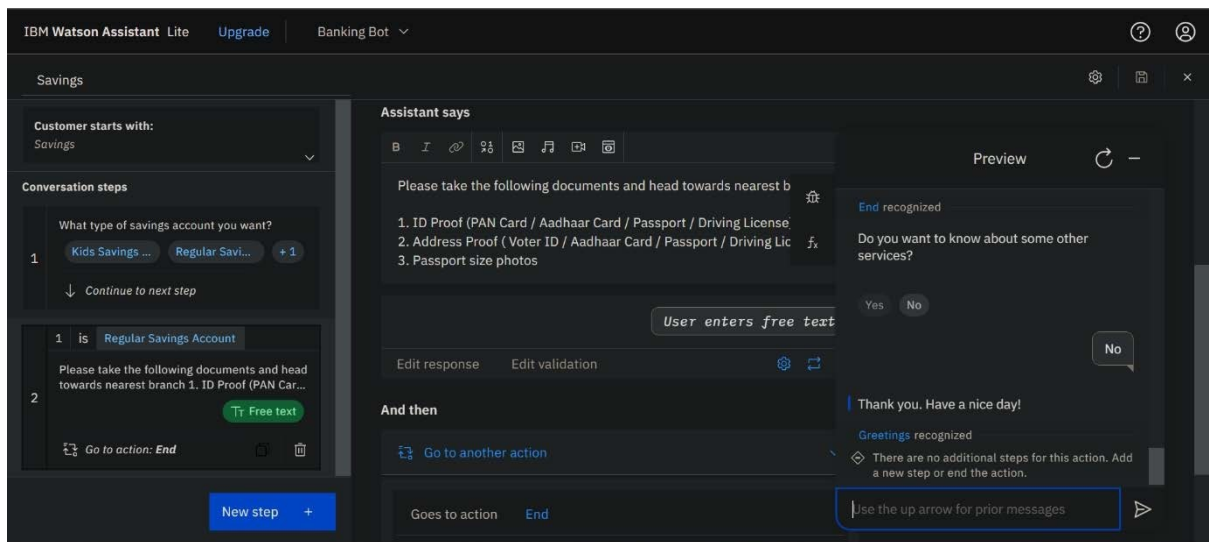 IBM Watson Assistant Lite Upgrade Banking Bot
Savings
Customer starts with:
Savings
Conversation steps
1
What type of savings account you want?
Kids Savings ... Regular Savi... + 1
Continue to next step
2
1 is Regular Savings Account
Please take the following documents and head
towards nearest branch 1. ID Proof (PAN Car...
Free text
Go to action: End
New step +
Assistant says
B I
Please take the following documents and head towards nearest b
1. ID Proof (PAN Card / Aadhaar Card / Passport / Driving License)
2. Address Proof ( Voter ID / Aadhaar Card / Passport / Driving Lic
3. Passport size photos
User enters free text
Edit response Edit validation
And then
Go to another action
Goes to action End
Preview
End recognized
Do you want to know about some other
services?
Yes No
No
Thank you. Have a nice day!
Greetings recognized
There are no additional steps for this action. Add
a new step or end the action.
Use the up arrow for prior messages